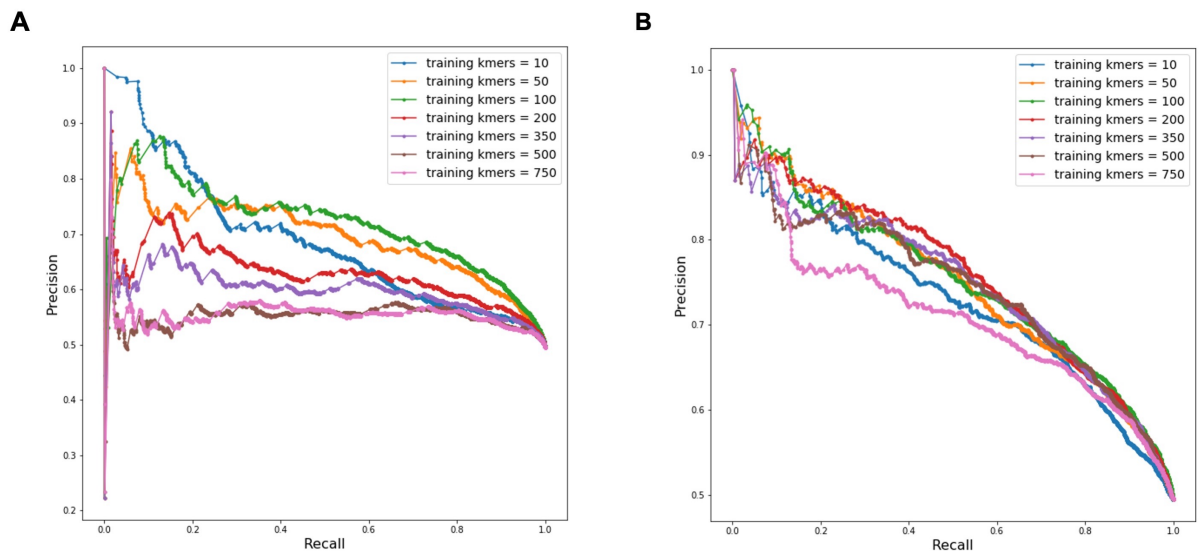 A
1.0
0.9
0.8
0.7
0.6
0.5
0.4
0.3
0.2
Precision
training kmers = 10
training kmers = 50
training kmers = 100
training kmers = 200
training kmers = 350
training kmers = 500
training kmers = 750
0.0
0.2
0.4
0.6
0.8
1.0
Recall
B
1.0
0.9
0.8
0.7
0.6
0.5
Precision
training kmers = 10
training kmers = 50
training kmers = 100
training kmers = 200
training kmers = 350
training kmers = 500
training kmers = 750
0.0
0.2
0.4
0.6
0.8
1.0
Recall